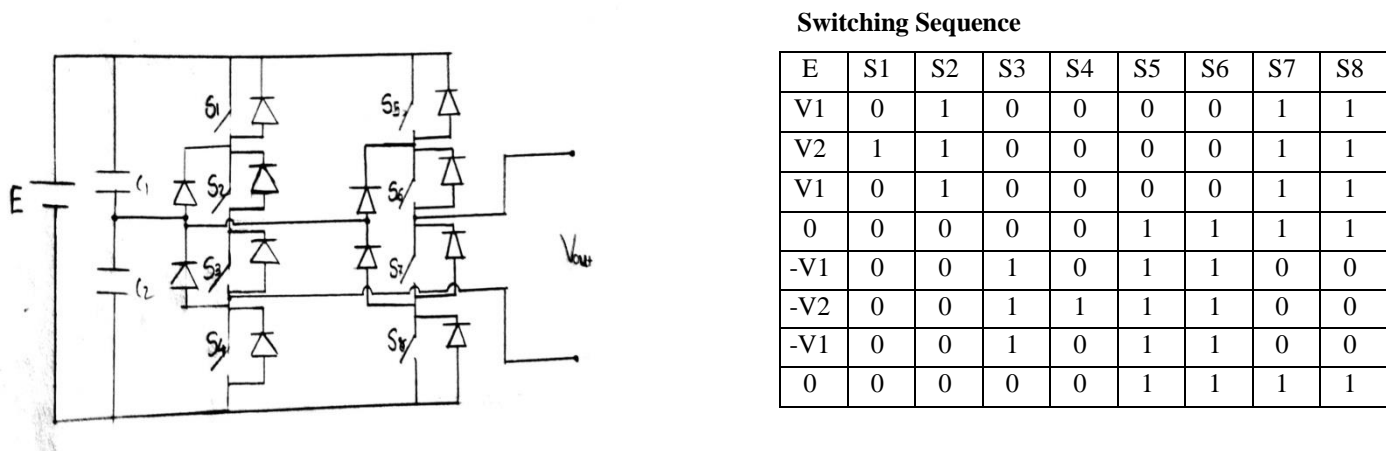 E
C1
C2
S1
S2
S3
S4
S5
S6
S7
S8
Vout
Switching Sequence
E S1 S2 S3 S4 S5 S6 S7 S8
V1 0 1 0 0 0 0 1 1
V2 1 1 0 0 0 0 1 1
V1 0 1 0 0 0 0 1 1
0 0 0 0 0 1 1 1 1
-V1 0 0 1 0 1 1 0 0
-V2 0 0 1 1 1 1 0 0
-V1 0 0 1 0 1 1 0 0
0 0 0 0 0 1 1 1 1